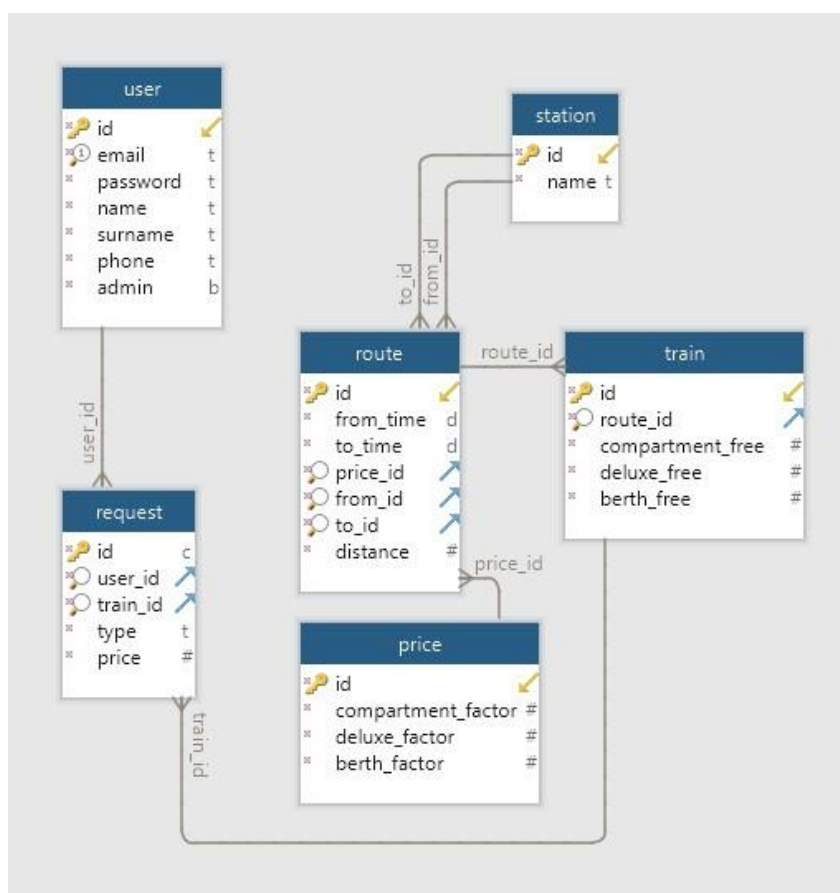 user
id
email t
password t
name t
surname t
phone t
admin b
station
id
name t
to_id
from_id
user_id
route
id
from_time d
to_time d
price_id
from_id
to_id
distance #
route_id
train
id
route_id
compartment_free #
deluxe_free #
berth_free #
request
id c
user_id
train_id
type t
price #
price_id
price
id
compartment_factor #
deluxe_factor #
berth_factor #
train_id